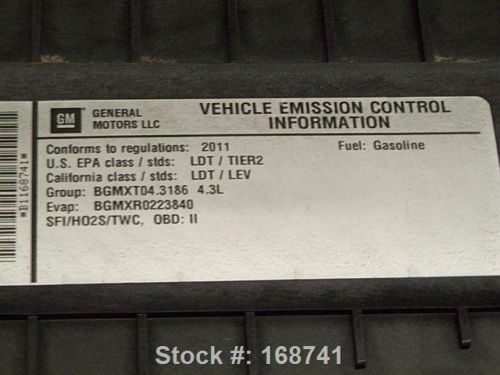 GM GENERAL MOTORS LLC
VEHICLE EMISSION CONTROL
INFORMATION
Conforms to regulations: 2011 Fuel: Gasoline
U.S. EPA class / stds: LDT / TIER2
California class / stds: LDT / LEV
Group: BGMXT04.3186 4.3L
Evap: BGMXR0223840
SFI/HO2S/TWC, OBD: II
*B1168741*
Stock #: 168741